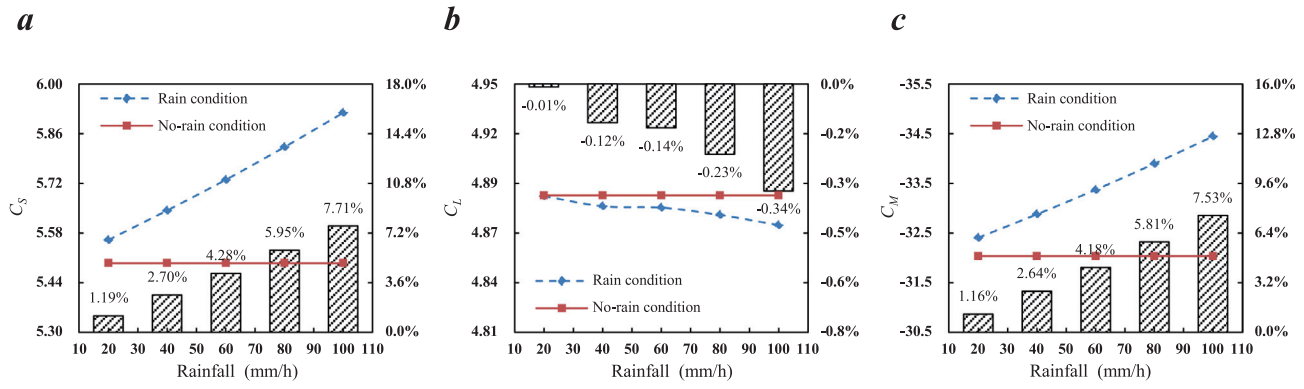 a
6.00
5.86
5.72
5.58
5.44
5.30
C_S
18.0%
14.4%
10.8%
7.2%
3.6%
0.0%
Rain condition
No-rain condition
1.19%
2.70%
4.28%
5.95%
7.71%
10 20 30 40 50 60 70 80 90 100 110
Rainfall (mm/h)
b
4.95
4.92
4.89
4.87
4.84
4.81
C_L
0.0%
-0.2%
-0.3%
-0.5%
-0.6%
-0.8%
-0.01%
-0.12%
-0.14%
-0.23%
-0.34%
Rain condition
No-rain condition
10 20 30 40 50 60 70 80 90 100 110
Rainfall (mm/h)
c
-35.5
-34.5
-33.5
-32.5
-31.5
-30.5
C_M
16.0%
12.8%
9.6%
6.4%
3.2%
0.0%
Rain condition
No-rain condition
1.16%
2.64%
4.18%
5.81%
7.53%
10 20 30 40 50 60 70 80 90 100 110
Rainfall (mm/h)